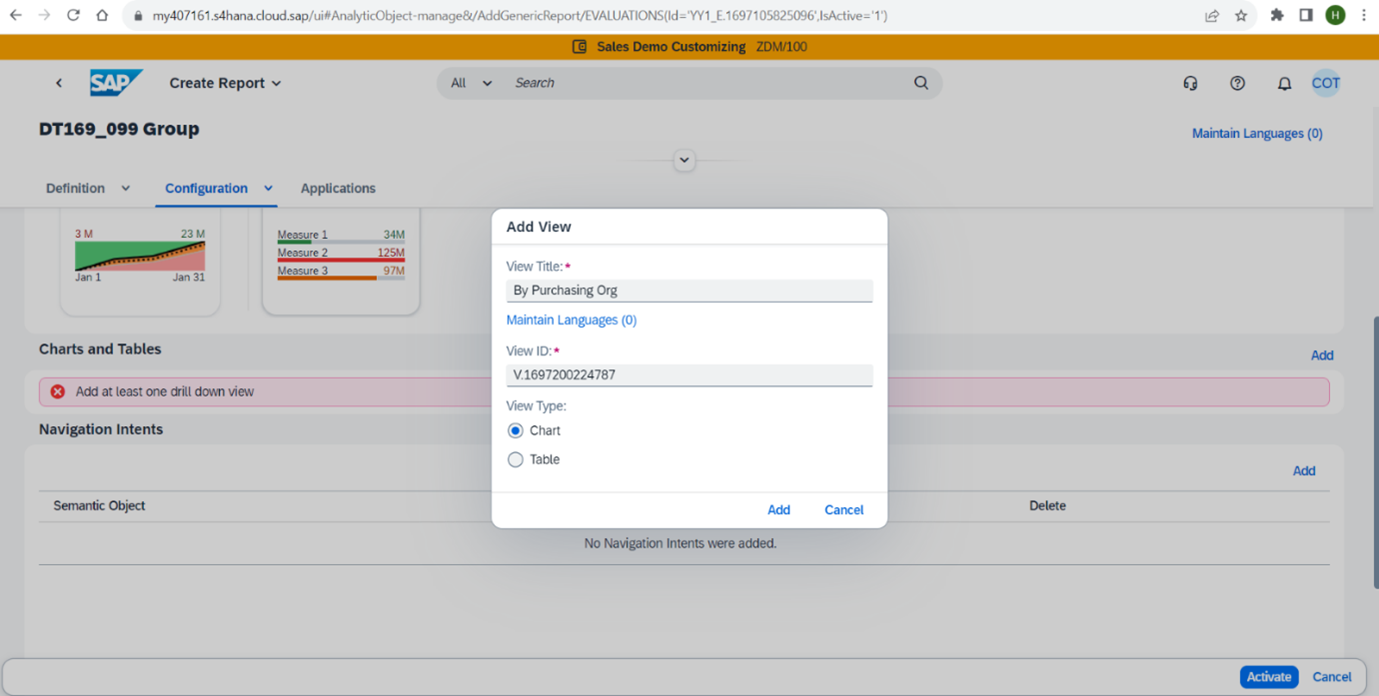 my407161.s4hana.cloud.sap/ui#AnalyticObject-manage&/AddGenericReport/EVALUATIONS(Id='YY1_E.1697105825096',IsActive='1')
H
Sales Demo Customizing ZDM/100
SAP
Create Report
All
Search
COT
DT169_099 Group
Maintain Languages (0)
Definition
Configuration
Applications
3 M
23 M
Jan 1
Jan 31
Measure 1 34M
Measure 2 125M
Measure 3 97M
Charts and Tables
Add
Add at least one drill down view
Navigation Intents
Add
Semantic Object
Delete
No Navigation Intents were added.
Add View
View Title:*
By Purchasing Org
Maintain Languages (0)
View ID:*
V.1697200224787
View Type:
Chart
Table
Add
Cancel
Activate
Cancel